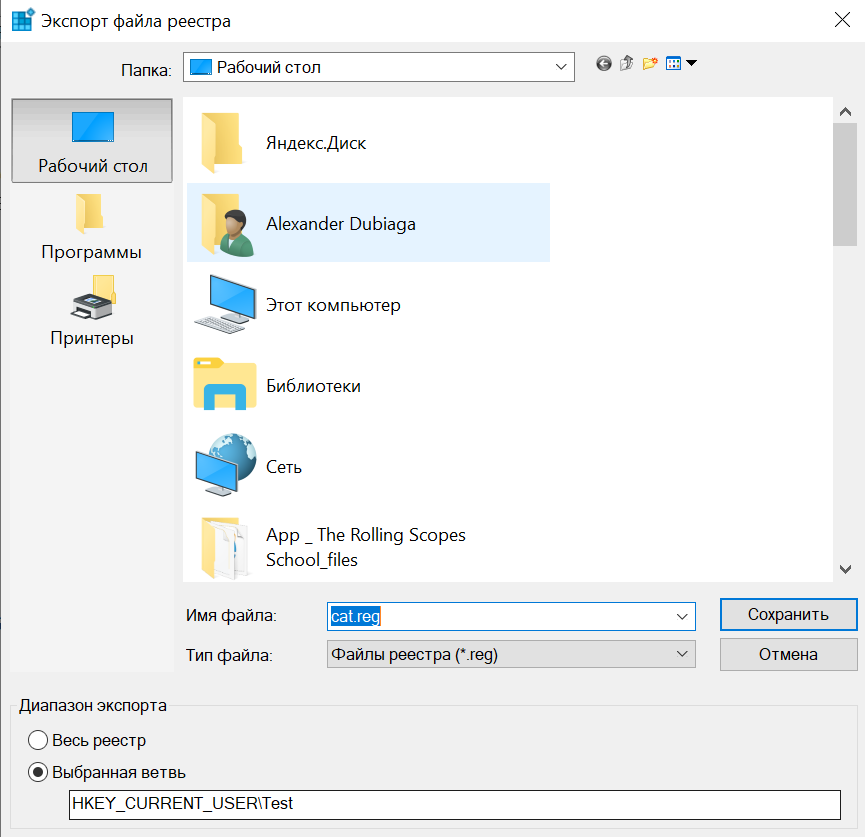 Экспорт файла реестра
Папка:
Рабочий стол
Рабочий стол
Программы
Принтеры
Яндекс.Диск
Alexander Dubiaga
Этот компьютер
Библиотеки
Сеть
App _ The Rolling Scopes
School_files
Имя файла:
cat.reg
Сохранить
Тип файла:
Файлы реестра (*.reg)
Отмена
Диапазон экспорта
Весь реестр
Выбранная ветвь
HKEY_CURRENT_USER\Test